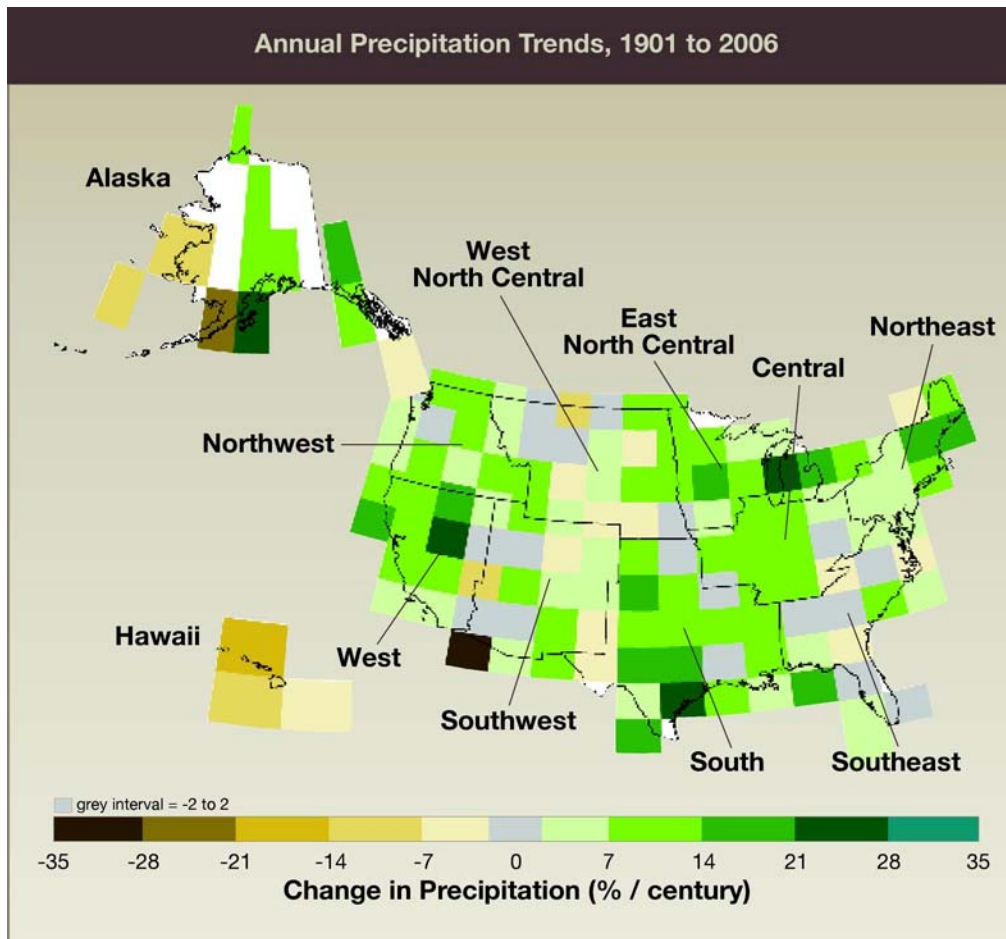 Annual Precipitation Trends, 1901 to 2006
Alaska
West
North Central
East
North Central
Northeast
Central
Northwest
Hawaii
West
Southwest
South
Southeast
grey interval = -2 to 2
-35 -28 -21 -14 -7 0 7 14 21 28 35
Change in Precipitation (% / century)